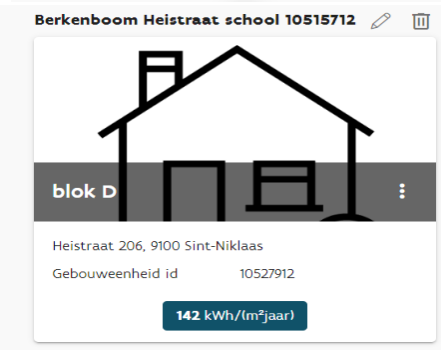 Berkenboom Heistraat school 10515712
blok D
Heistraat 206, 9100 Sint-Niklaas
Gebouweenheid id 10527912
142 kWh/(m²jaar)